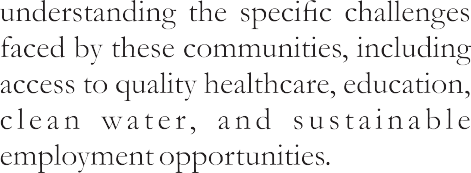 understanding the specific challenges
faced by these communities, including
access to quality healthcare, education,
clean water, and sustainable
employment opportunities.